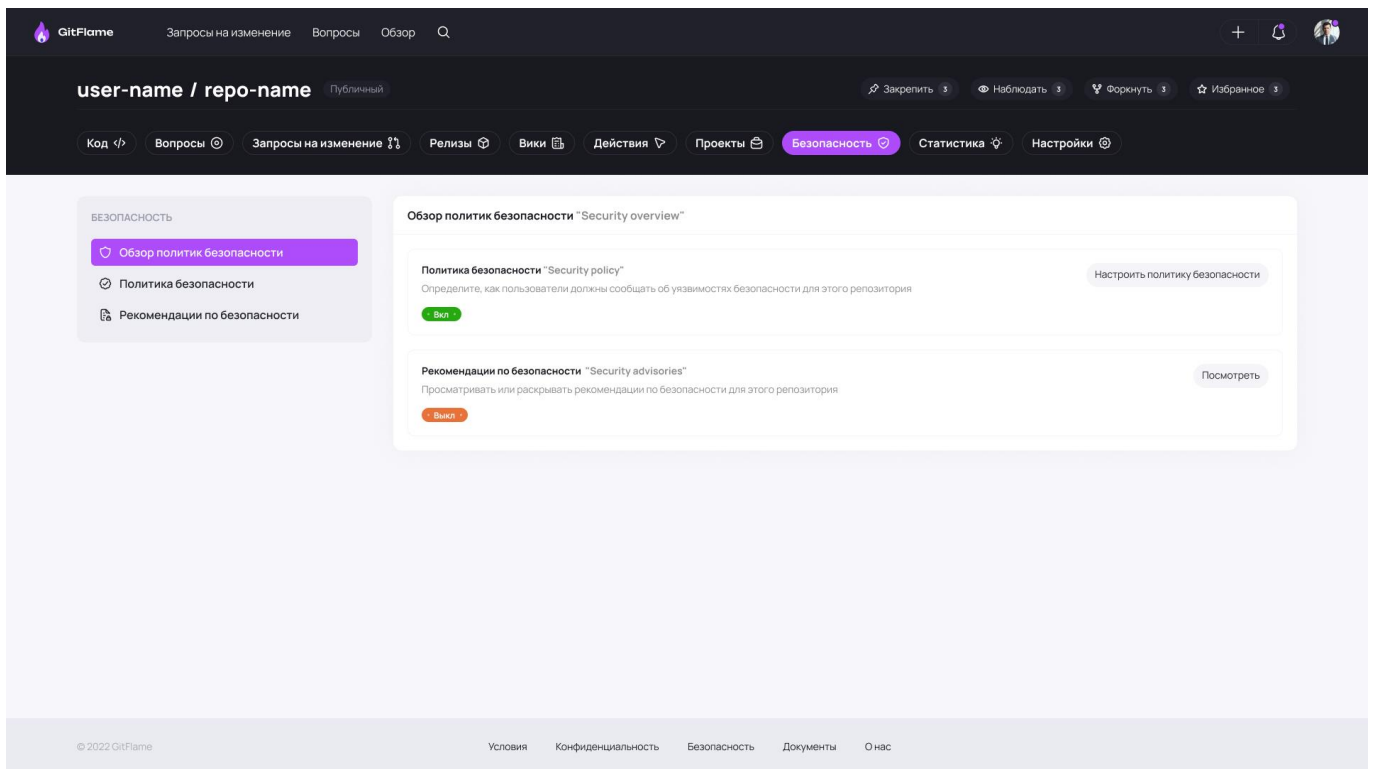 GitFlame Запросы на изменение Вопросы Обзор
user-name / repo-name Публичный Закрепить 3 Наблюдать 3 Форкнуть 3 Избранное 3
Код Вопросы Запросы на изменение Релизы Вики Действия Проекты Безопасность Статистика Настройки
БЕЗОПАСНОСТЬ
Обзор политик безопасности
Политика безопасности
Рекомендации по безопасности
Обзор политик безопасности "Security overview"
Политика безопасности "Security policy"
Определите, как пользователи должны сообщать об уязвимостях безопасности для этого репозитория
Вкл
Настроить политику безопасности
Рекомендации по безопасности "Security advisories"
Просматривать или раскрывать рекомендации по безопасности для этого репозитория
Выкл
Посмотреть
© 2022 GitFlame Условия Конфиденциальность Безопасность Документы О нас